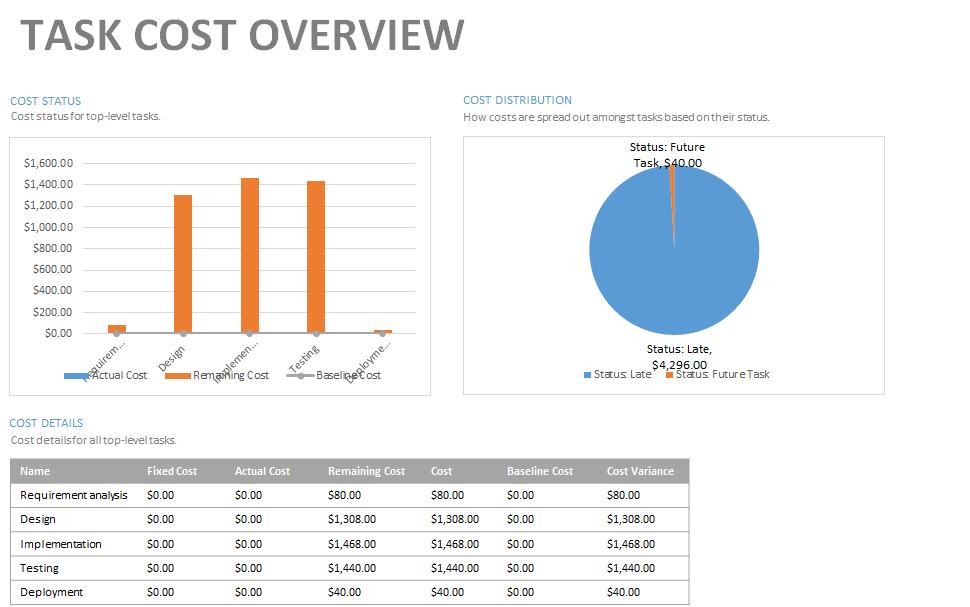 TASK COST OVERVIEW
COST STATUS
Cost status for top-level tasks.
$1,600.00
$1,400.00
$1,200.00
$1,000.00
$800.00
$600.00
$400.00
$200.00
$0.00
Requirem...
Design
Implemen...
Testing
Deployme...
Actual Cost
Remaining Cost
Baseline Cost
COST DISTRIBUTION
How costs are spread out amongst tasks based on their status.
Status: Future
Task, $40.00
Status: Late,
$4,296.00
Status: Late
Status: Future Task
COST DETAILS
Cost details for all top-level tasks.
Name Fixed Cost Actual Cost Remaining Cost Cost Baseline Cost Cost Variance
Requirement analysis $0.00 $0.00 $80.00 $80.00 $0.00 $80.00
Design $0.00 $0.00 $1,308.00 $1,308.00 $0.00 $1,308.00
Implementation $0.00 $0.00 $1,468.00 $1,468.00 $0.00 $1,468.00
Testing $0.00 $0.00 $1,440.00 $1,440.00 $0.00 $1,440.00
Deployment $0.00 $0.00 $40.00 $40.00 $0.00 $40.00